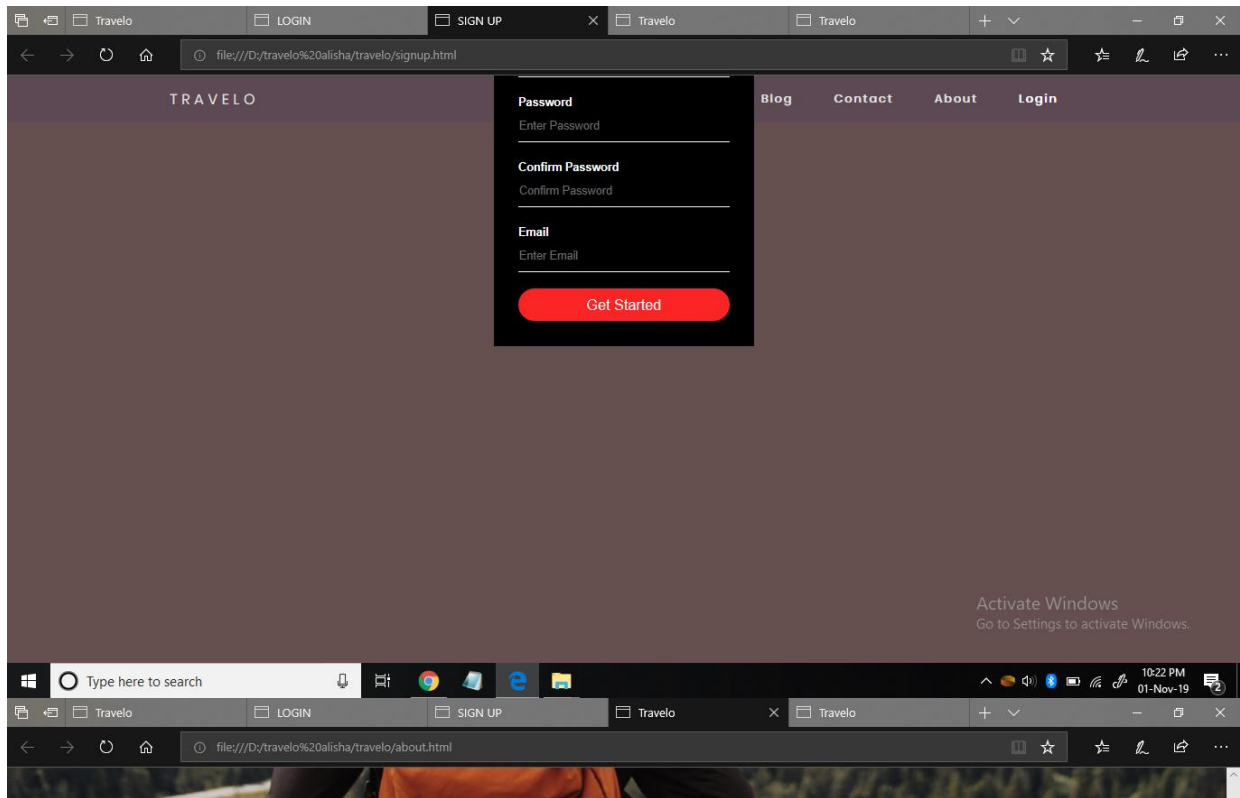 Travelo LOGIN SIGN UP Travelo Travelo
file:///D:/travelo%20alisha/travelo/signup.html
TRAVELO Blog Contact About Login
Password
Enter Password
Confirm Password
Confirm Password
Email
Enter Email
Get Started
Activate Windows
Go to Settings to activate Windows.
Type here to search 10:22 PM
01-Nov-19 2
Travelo LOGIN SIGN UP Travelo Travelo
file:///D:/travelo%20alisha/travelo/about.html